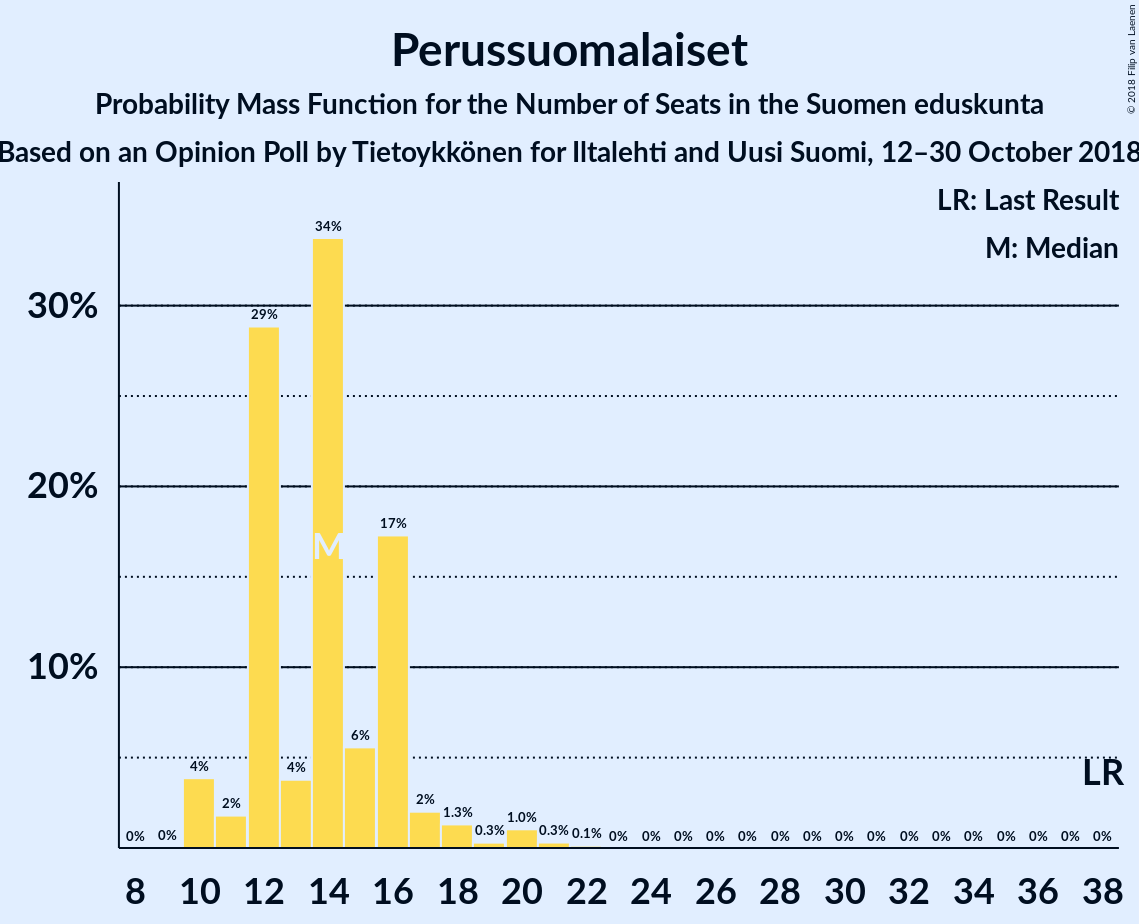 Perussuomalaiset
Probability Mass Function for the Number of Seats in the Suomen eduskunta
Based on an Opinion Poll by Tietoykkönen for Iltalehti and Uusi Suomi, 12–30 October 2018
© 2018 Filip van Laenen
LR: Last Result
M: Median
30%
20%
10%
0% 0% 4% 2% 29% 4% 34% 6% 17% 2% 1.3% 0.3% 1.0% 0.3% 0.1% 0% 0% 0% 0% 0% 0% 0% 0% 0% 0% 0% 0% 0% 0% 0% 0%
M
LR
8 10 12 14 16 18 20 22 24 26 28 30 32 34 36 38